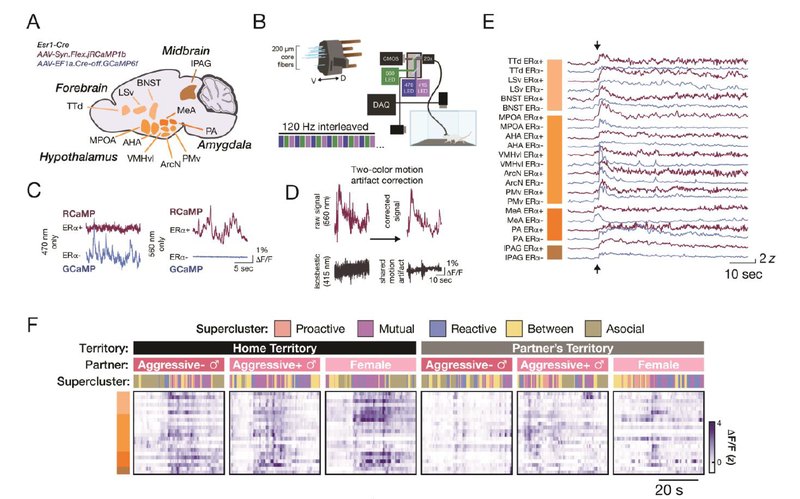 A
Esr1-Cre
AAV-Syn.Flex.jRCaMP1b
AAV-EF1a.Cre-off.GCaMP6f
Midbrain
IPAG
Forebrain
BNST
LSv
TTd
MeA
PA
Amygdala
MPOA
AHA
PMv
Hypothalamus
VMHvl
ArcN
B
200 μm
core
fibers
V
D
CMOS
20x
560
LED
470
LED
415
LED
DAQ
120 Hz interleaved
...
C
RCaMP
ERα+
ERα-
GCaMP
470 nm
only
RCaMP
ERα+
ERα-
GCaMP
560 nm
only
1%
ΔF/F
5 sec
D
Two-color motion
artifact correction
raw signal
(560 nm)
corrected
signal
isosbestic
(415 nm)
shared
motion
artifact
1%
ΔF/F
10 sec
E
TTd ERα+
TTd ERα-
LSv ERα+
LSv ERα-
BNST ERα+
BNST ERα-
MPOA ERα+
MPOA ERα-
AHA ERα+
AHA ERα-
VMHvl ERα+
VMHvl ERα-
ArcN ERα+
ArcN ERα-
PMv ERα+
PMv ERα-
MeA ERα+
MeA ERα-
PA ERα+
PA ERα-
IPAG ERα+
IPAG ERα-
2 z
10 sec
F
Supercluster: Proactive Mutual Reactive Between Asocial
Territory: Home Territory Partner's Territory
Partner: Aggressive- ♂ Aggressive+ ♂ Female Aggressive- ♂ Aggressive+ ♂ Female
Supercluster:
4
0
ΔF/F (z)
20 s